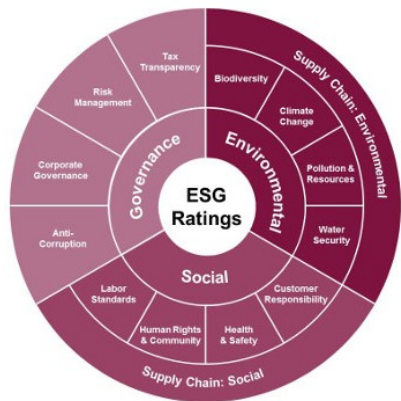 ESG
Ratings
Governance
Environmental
Social
Tax
Transparency
Risk
Management
Corporate
Governance
Anti-
Corruption
Biodiversity
Climate
Change
Pollution &
Resources
Water
Security
Supply Chain: Environmental
Customer
Responsibility
Health
& Safety
Human Rights
& Community
Labor
Standards
Supply Chain: Social